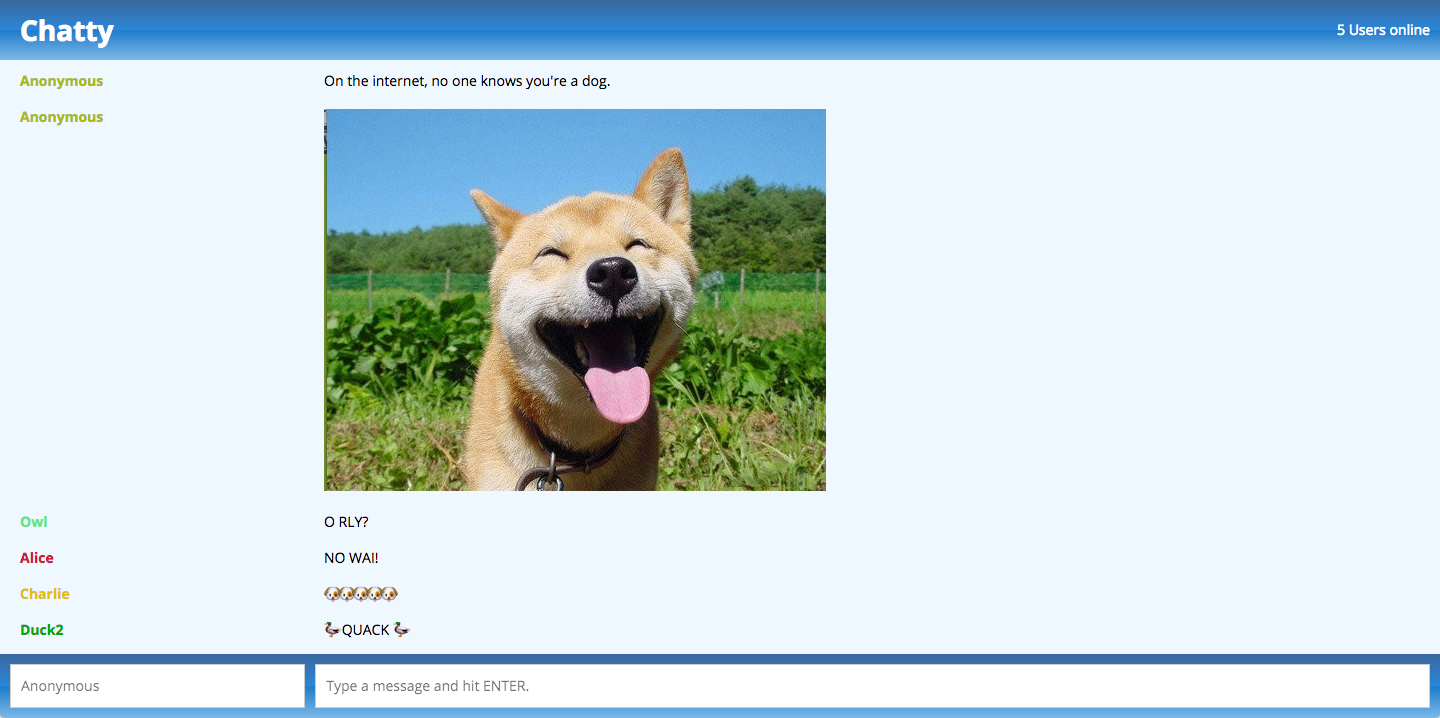 Chatty
5 Users online
Anonymous
On the internet, no one knows you're a dog.
Anonymous
Owl
O RLY?
Alice
NO WAI!
Charlie
🐶🐶🐶🐶🐶
Duck2
🦆QUACK 🦆
Anonymous
Type a message and hit ENTER.